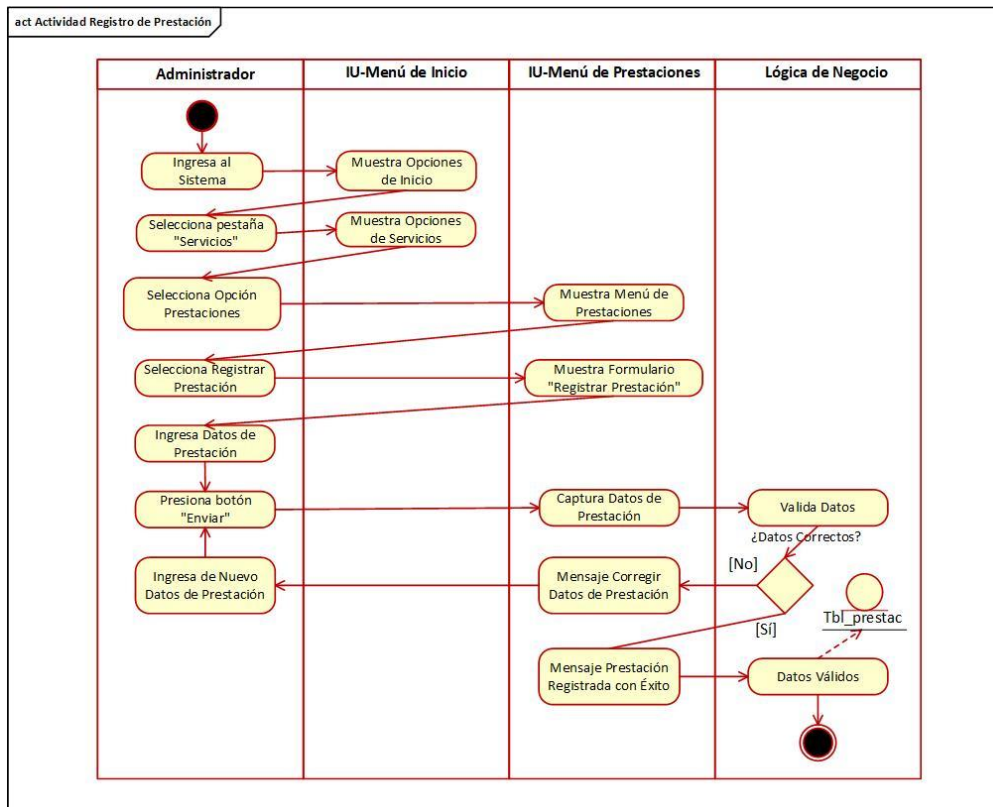 act Actividad Registro de Prestación
Administrador
IU-Menú de Inicio
IU-Menú de Prestaciones
Lógica de Negocio
Ingresa al
Sistema
Muestra Opciones
de Inicio
Selecciona pestaña
"Servicios"
Muestra Opciones
de Servicios
Selecciona Opción
Prestaciones
Muestra Menú de
Prestaciones
Selecciona Registrar
Prestación
Muestra Formulario
"Registrar Prestación"
Ingresa Datos de
Prestación
Presiona botón
"Enviar"
Captura Datos de
Prestación
Valida Datos
¿Datos Correctos?
[No]
Ingresa de Nuevo
Datos de Prestación
Mensaje Corregir
Datos de Prestación
Tbl_prestac
[Sí]
Mensaje Prestación
Registrada con Éxito
Datos Válidos